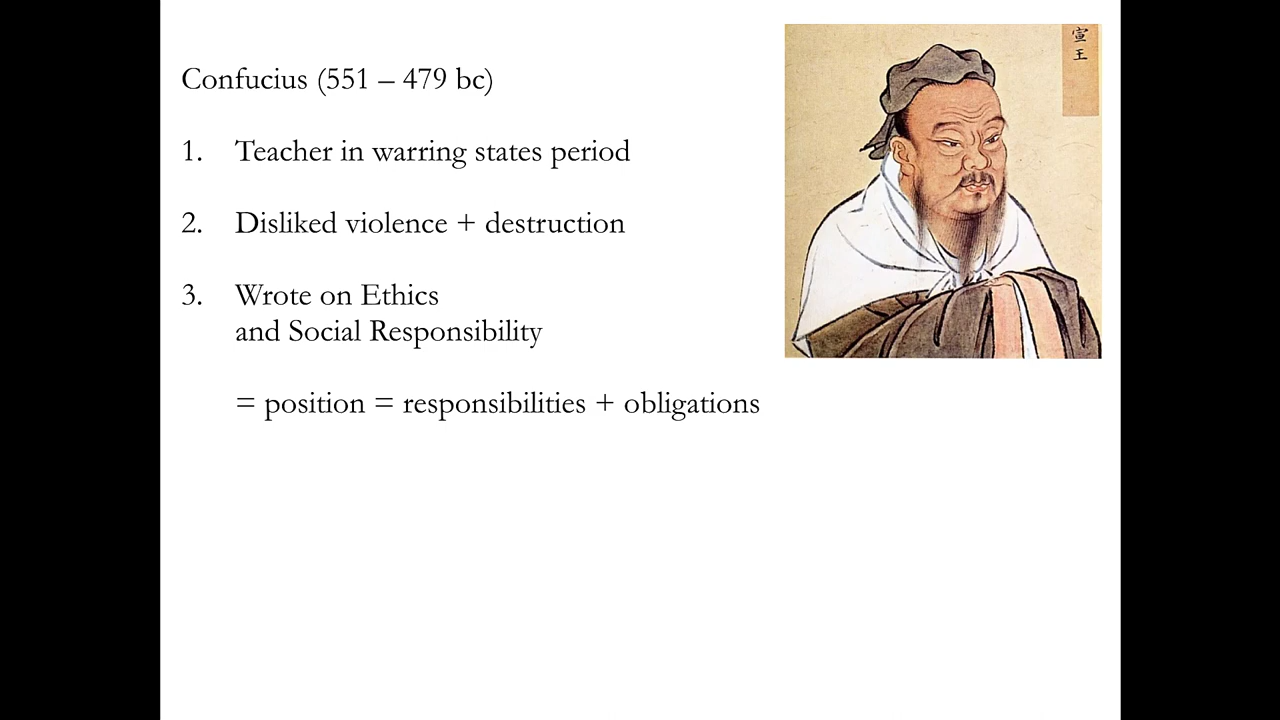 Confucius (551 – 479 bc)
1. Teacher in warring states period
2. Disliked violence + destruction
3. Wrote on Ethics
and Social Responsibility
= position = responsibilities + obligations
宣王